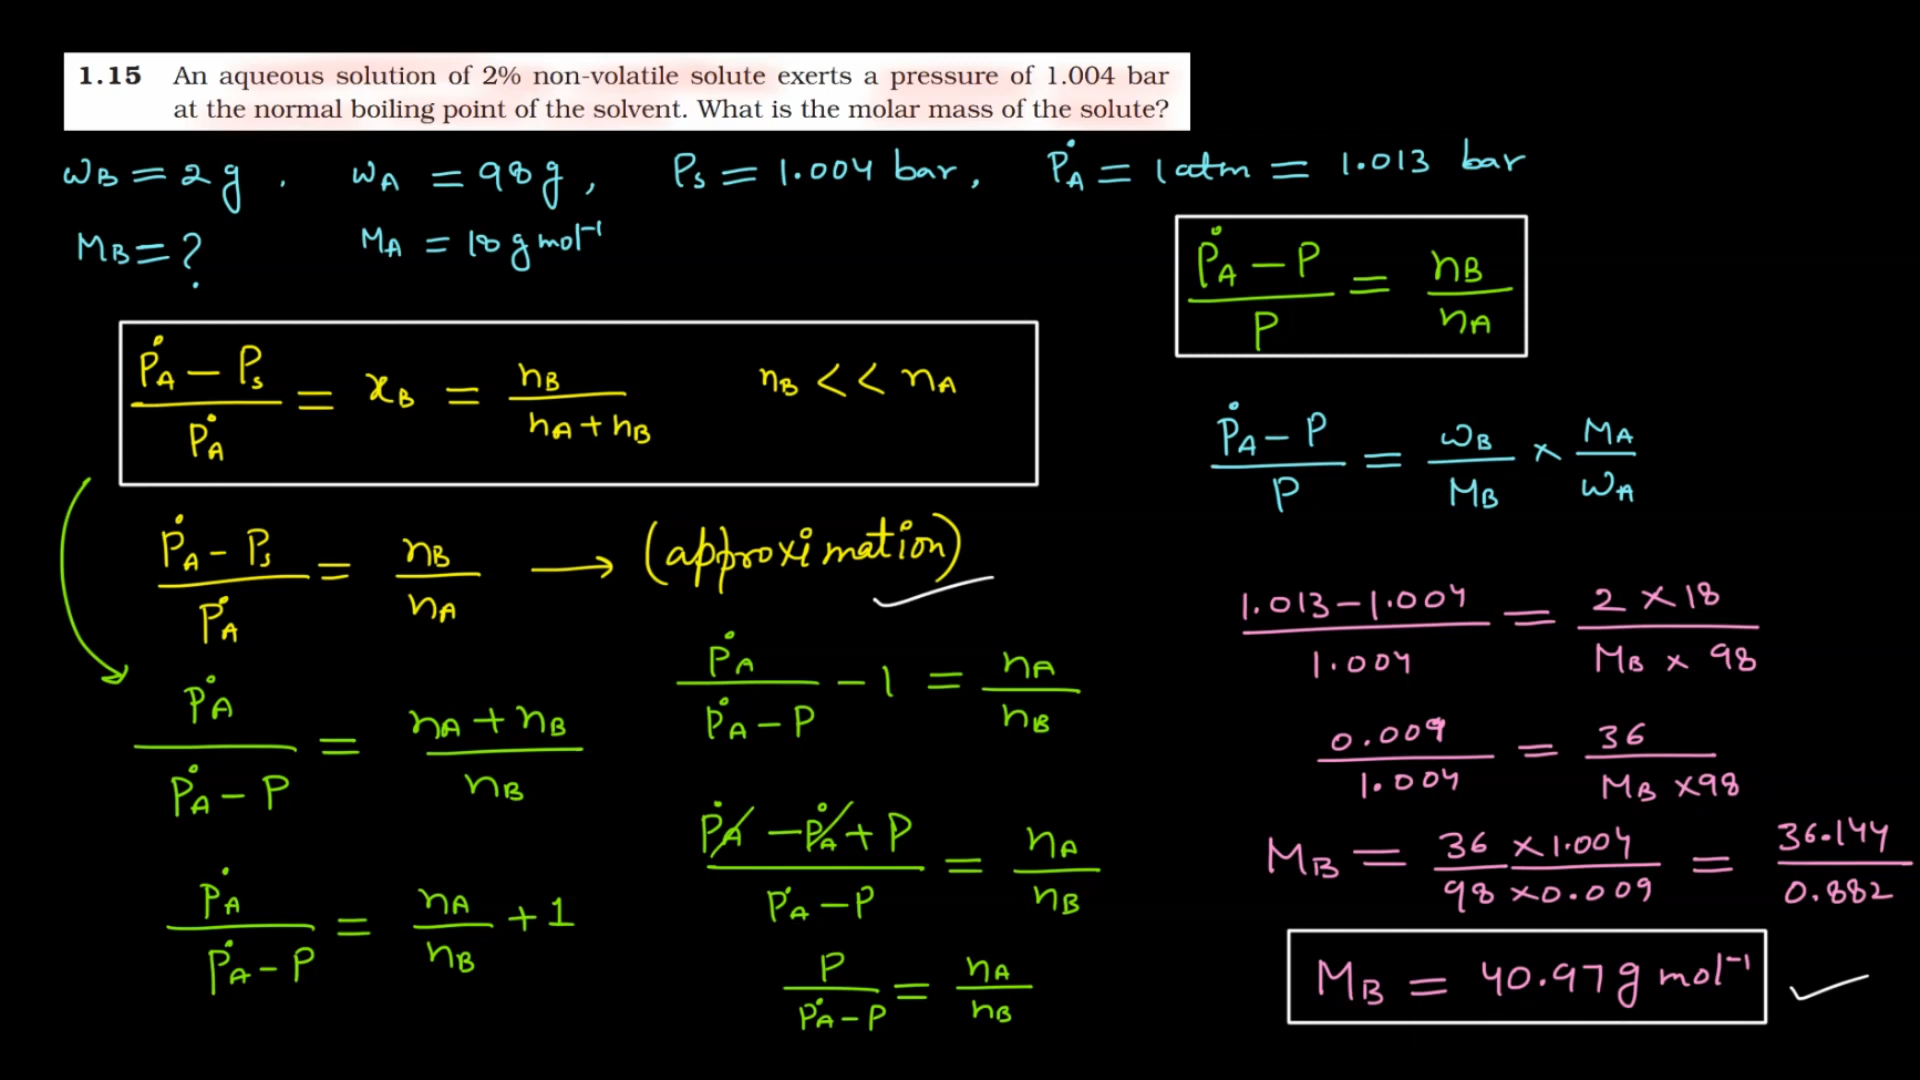 1.15 An aqueous solution of 2% non-volatile solute exerts a pressure of 1.004 bar
at the normal boiling point of the solvent. What is the molar mass of the solute?
wB = 2 g . wA = 98 g , Ps = 1.004 bar , P°A = 1 atm = 1.013 bar
MB = ? MA = 18 g mol⁻¹
(P°A − Ps) / P°A = xB = nB / (nA + nB) nB << nA
(P°A − Ps) / P°A = nB / nA ⟶ (approximation)
P°A / (P°A − P) = (nA + nB) / nB
P°A / (P°A − P) = nA / nB + 1
P°A / (P°A − P) − 1 = nA / nB
(P°A − P°A + P) / (P°A − P) = nA / nB
P / (P°A − P) = nA / nB
(P°A − P) / P = nB / nA
(P°A − P) / P = wB / MB × MA / wA
(1.013 − 1.004) / 1.004 = (2 × 18) / (MB × 98)
0.009 / 1.004 = 36 / (MB × 98)
MB = (36 × 1.004) / (98 × 0.009) = 36.144 / 0.882
MB = 40.97 g mol⁻¹